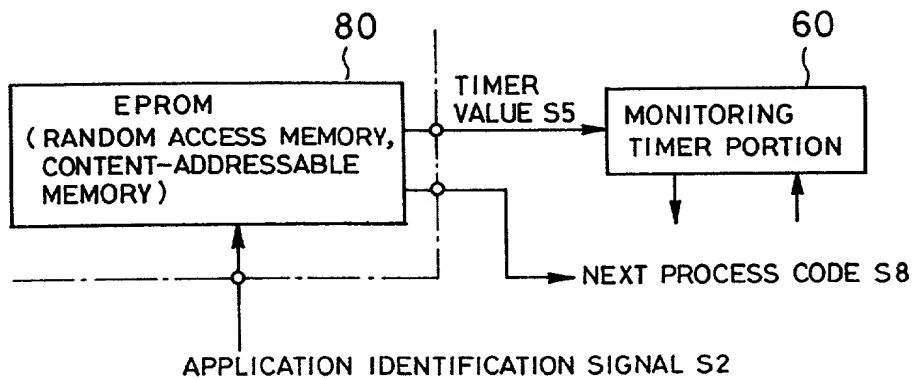 80
60
EPROM
(RANDOM ACCESS MEMORY,
CONTENT-ADDRESSABLE
MEMORY)
TIMER
VALUE S5
MONITORING
TIMER PORTION
NEXT PROCESS CODE S8
APPLICATION IDENTIFICATION SIGNAL S2